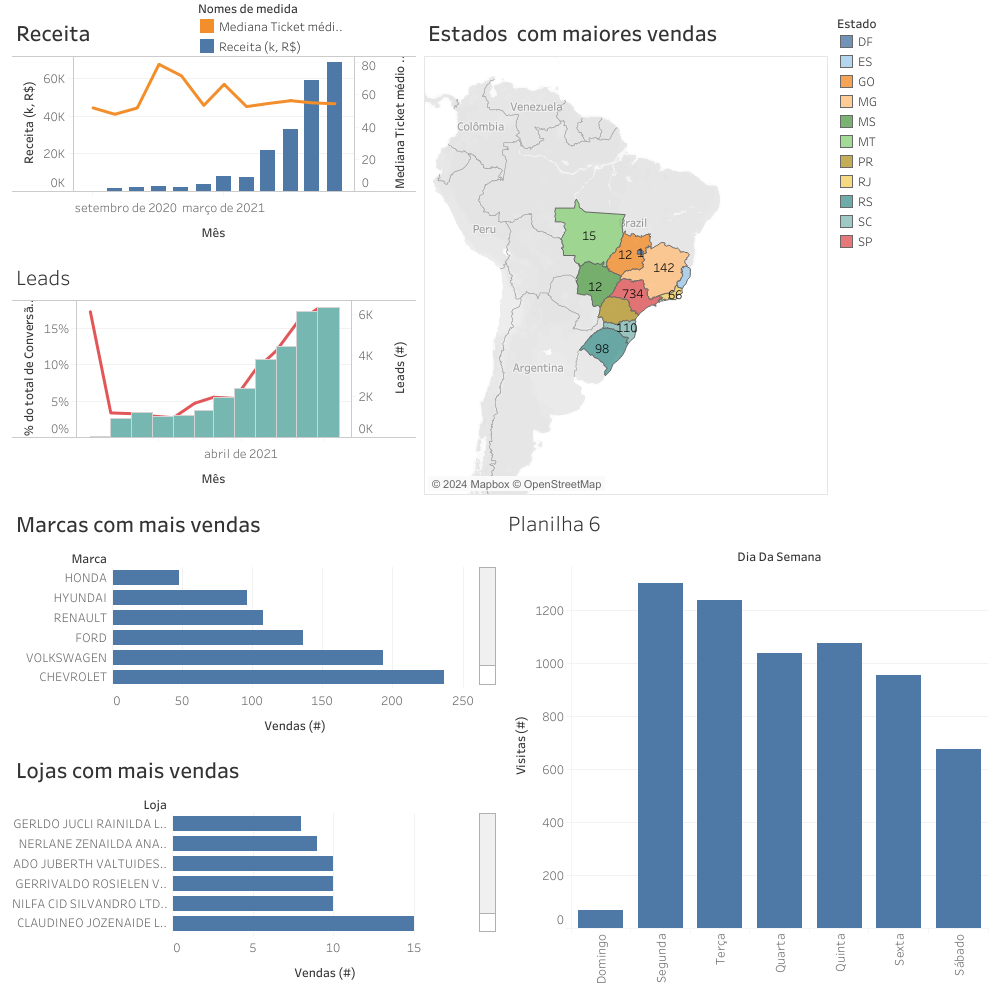 Nomes de medida
Receita
Mediana Ticket médi..
Receita (k, R$)
Receita (k, R$)
60K
40K
20K
0K
80
60
40
20
0
Mediana Ticket médio ..
setembro de 2020 março de 2021
Mês
Leads
% do total de Conversã..
15%
10%
5%
0%
6K
4K
2K
0K
Leads (#)
abril de 2021
Mês
Estados com maiores vendas
Venezuela
Colômbia
Peru
Brazil
15
12
1
142
12
734
66
110
98
Argentina
© 2024 Mapbox © OpenStreetMap
Estado
DF
ES
GO
MG
MS
MT
PR
RJ
RS
SC
SP
Marcas com mais vendas
Marca
HONDA
HYUNDAI
RENAULT
FORD
VOLKSWAGEN
CHEVROLET
0 50 100 150 200 250
Vendas (#)
Lojas com mais vendas
Loja
GERLDO JUCLI RAINILDA L..
NERLANE ZENAILDA ANA..
ADO JUBERTH VALTUIDES..
GERRIVALDO ROSIELEN V..
NILFA CID SILVANDRO LTD..
CLAUDINEO JOZENAIDE L..
0 5 10 15
Vendas (#)
Planilha 6
Dia Da Semana
Visitas (#)
1200
1000
800
600
400
200
0
Domingo
Segunda
Terça
Quarta
Quinta
Sexta
Sábado